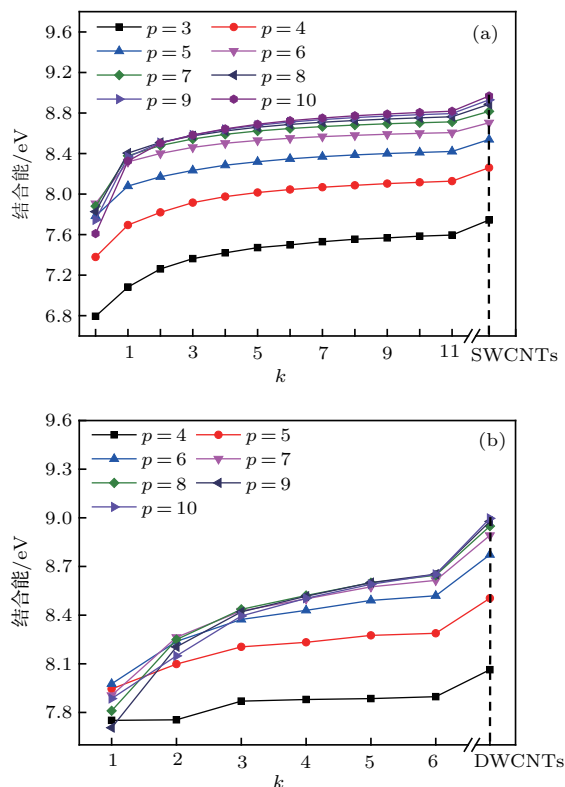 (a)
p = 3
p = 4
p = 5
p = 6
p = 7
p = 8
p = 9
p = 10
9.6
9.2
8.8
8.4
8.0
7.6
7.2
6.8
结合能/eV
1
3
5
7
9
11
SWCNTs
k
(b)
p = 4
p = 5
p = 6
p = 7
p = 8
p = 9
p = 10
9.6
9.3
9.0
8.7
8.4
8.1
7.8
结合能/eV
1
2
3
4
5
6
DWCNTs
k